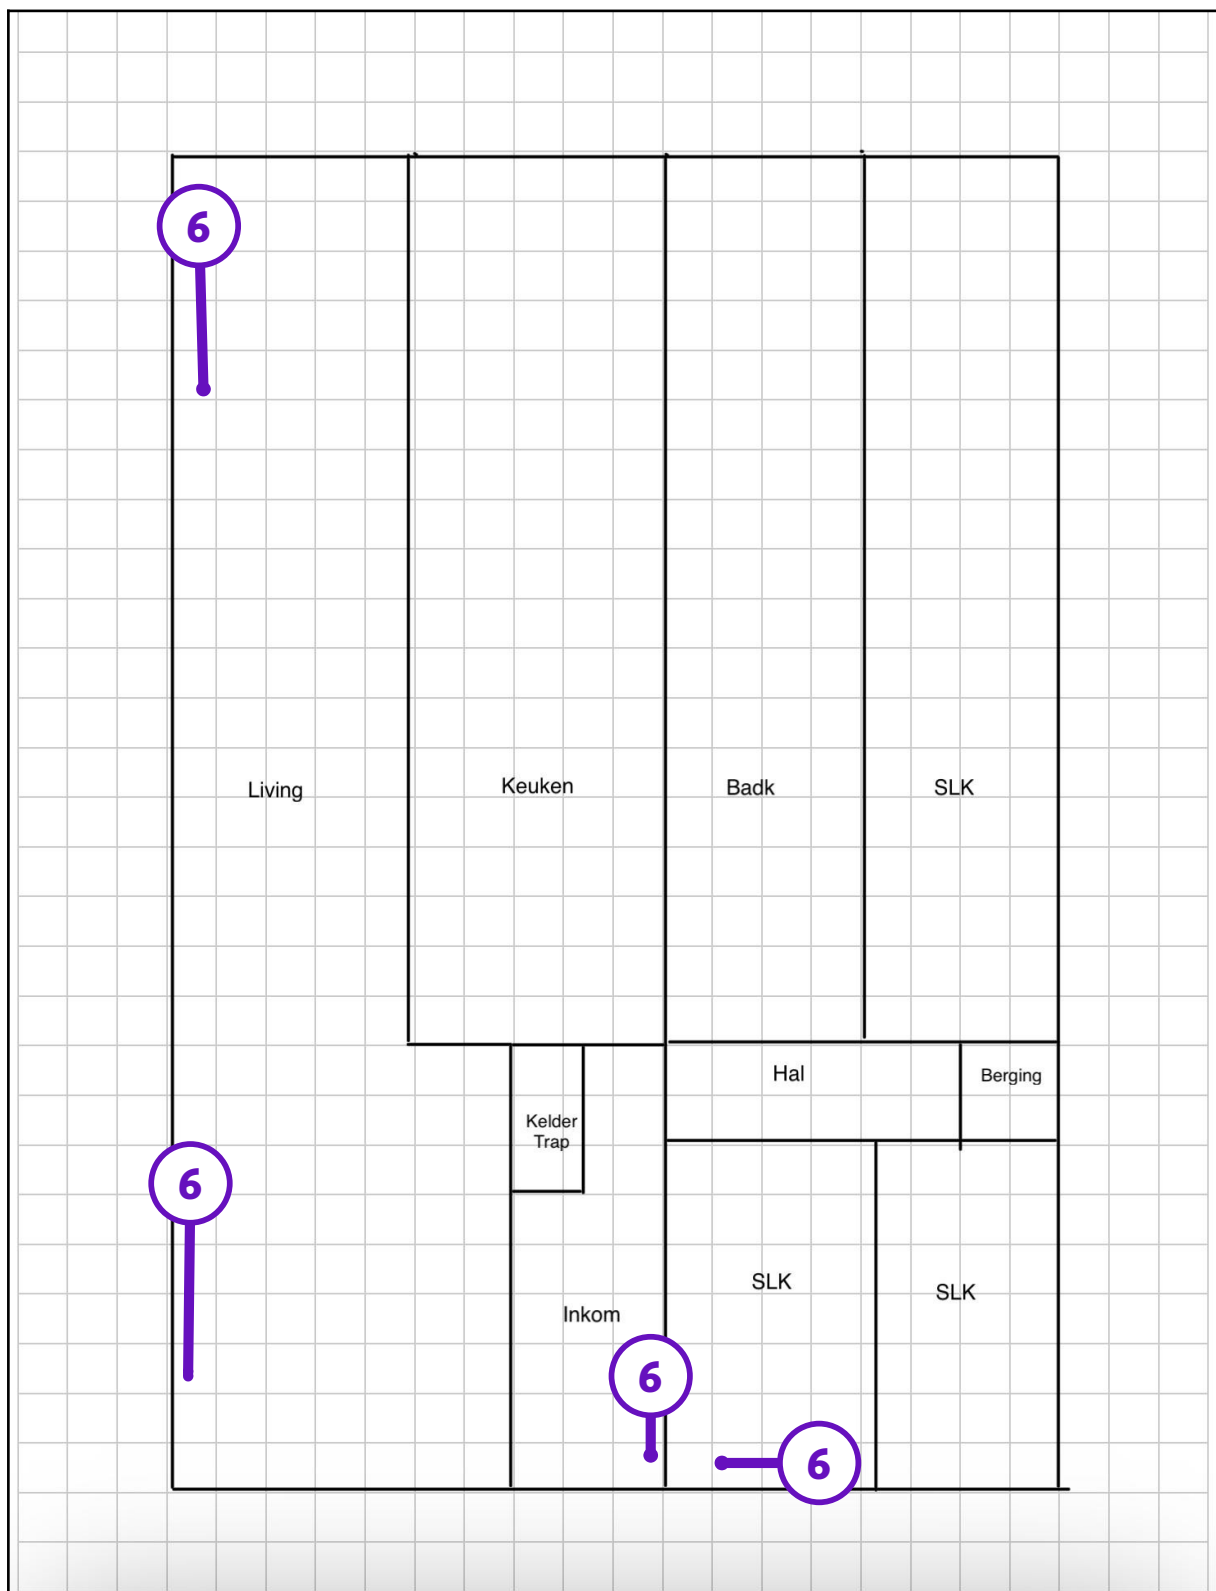 6
Living
Keuken
Badk
SLK
Hal
Berging
Kelder
Trap
6
SLK
SLK
Inkom
6
6